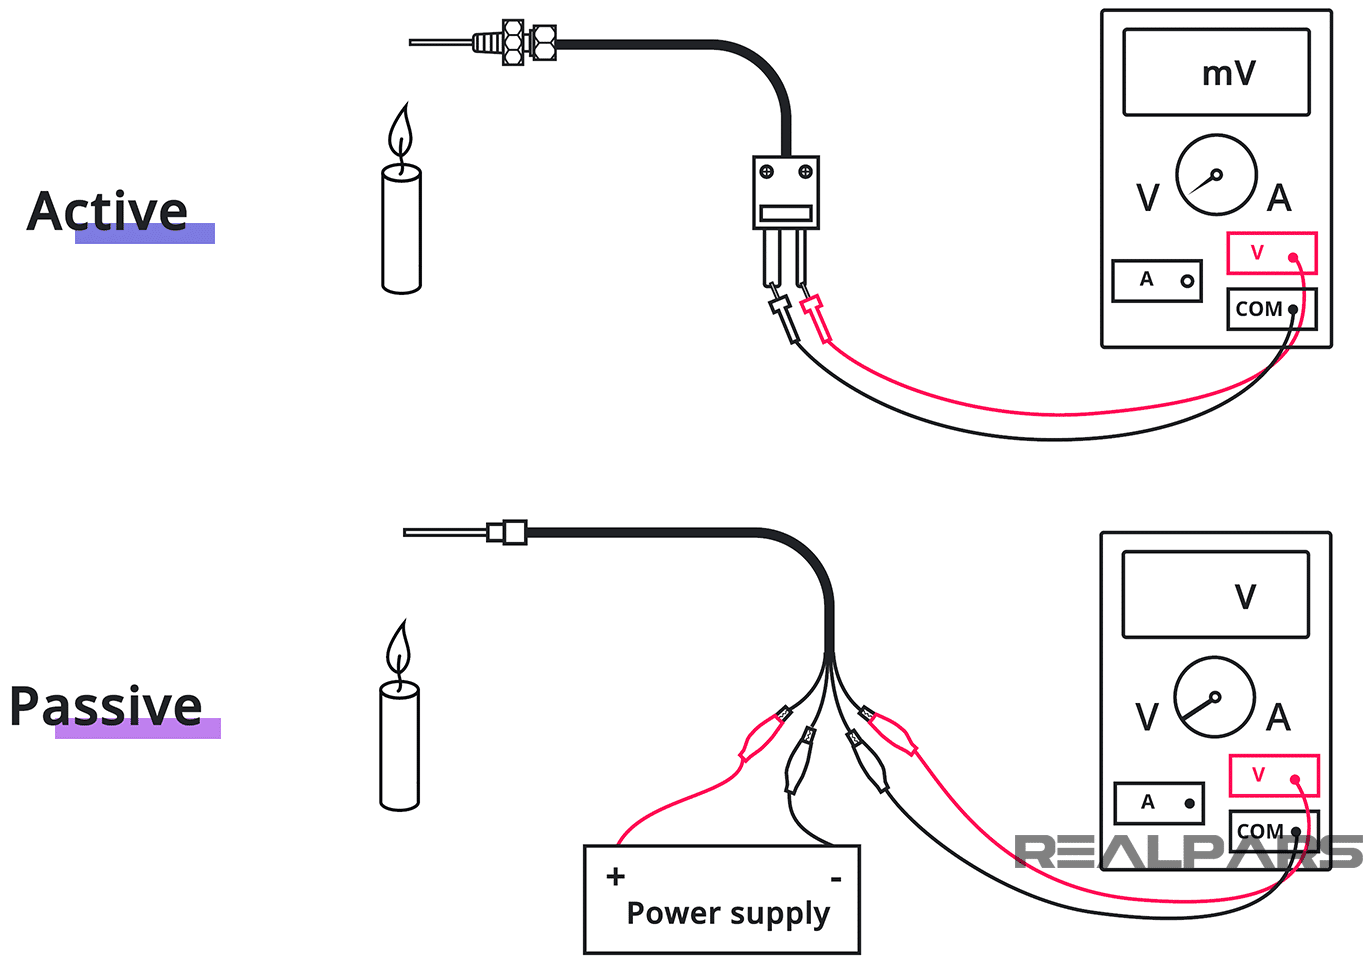 mV
Active
V
A
V
A
COM
V
Passive
V
A
V
A
COM
REALPARS
+
-
Power supply